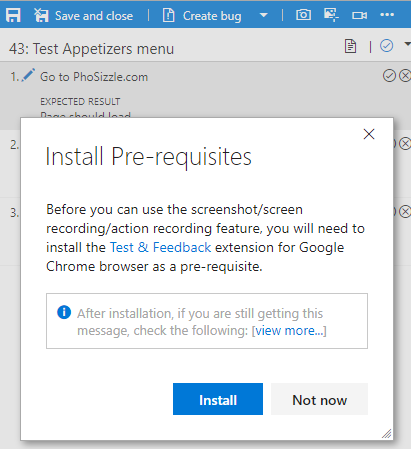 Save and close
Create bug
43: Test Appetizers menu
1. Go to PhoSizzle.com
EXPECTED RESULT
Page should load
2.
3.
Install Pre-requisites
Before you can use the screenshot/screen
recording/action recording feature, you will need to
install the Test & Feedback extension for Google
Chrome browser as a pre-requisite.
After installation, if you are still getting this
message, check the following: [view more...]
Install
Not now